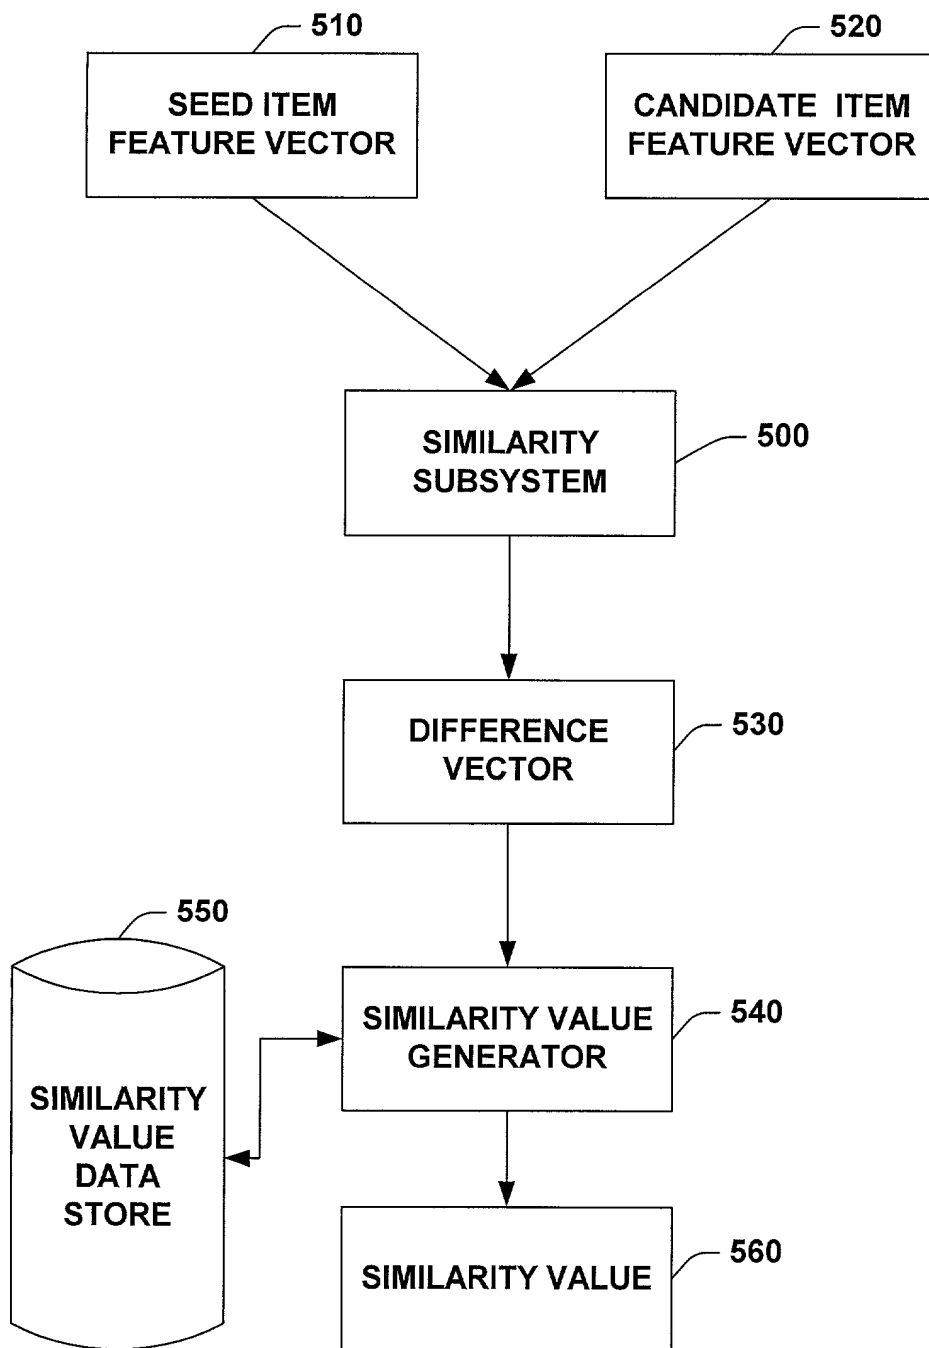 510
SEED ITEM
FEATURE VECTOR
520
CANDIDATE ITEM
FEATURE VECTOR
SIMILARITY
SUBSYSTEM
500
DIFFERENCE
VECTOR
530
550
SIMILARITY
VALUE
DATA
STORE
SIMILARITY VALUE
GENERATOR
540
SIMILARITY VALUE
560